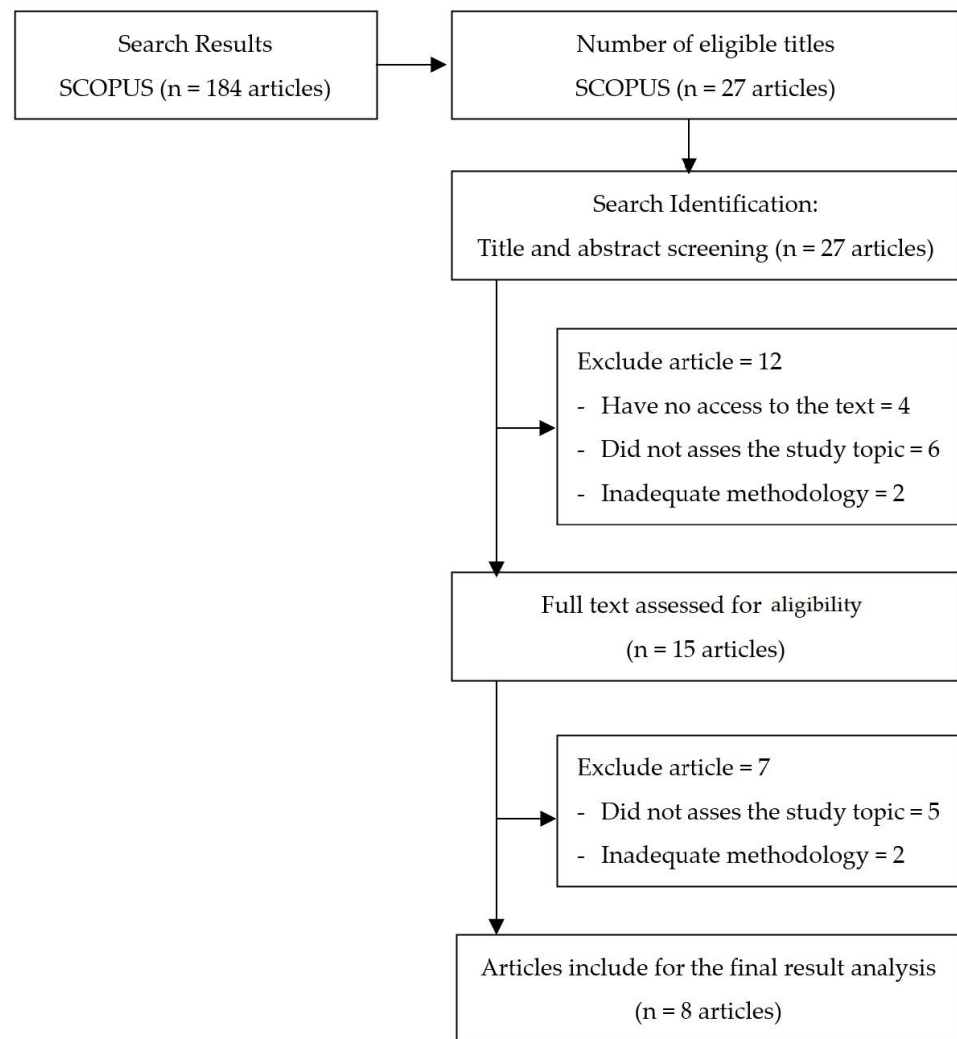 Search Results
SCOPUS (n = 184 articles)
Number of eligible titles
SCOPUS (n = 27 articles)
Search Identification:
Title and abstract screening (n = 27 articles)
Exclude article = 12
- Have no access to the text = 4
- Did not asses the study topic = 6
- Inadequate methodology = 2
Full text assessed for aligibility
(n = 15 articles)
Exclude article = 7
- Did not asses the study topic = 5
- Inadequate methodology = 2
Articles include for the final result analysis
(n = 8 articles)